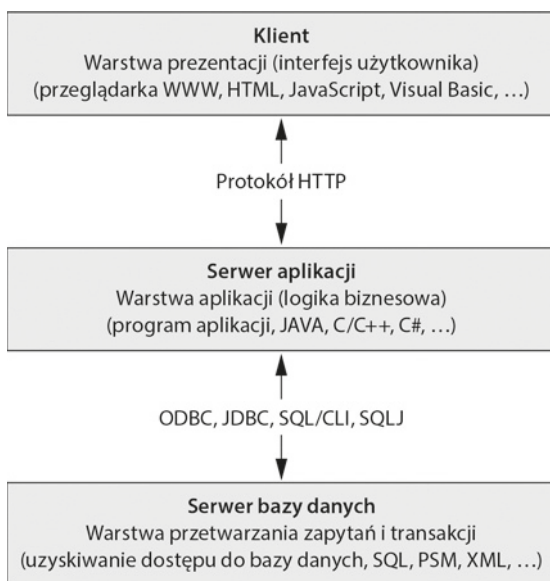 Klient
Warstwa prezentacji (interfejs użytkownika)
(przeglądarka WWW, HTML, JavaScript, Visual Basic, …)
Protokół HTTP
Serwer aplikacji
Warstwa aplikacji (logika biznesowa)
(program aplikacji, JAVA, C/C++, C#, …)
ODBC, JDBC, SQL/CLI, SQLJ
Serwer bazy danych
Warstwa przetwarzania zapytań i transakcji
(uzyskiwanie dostępu do bazy danych, SQL, PSM, XML, …)